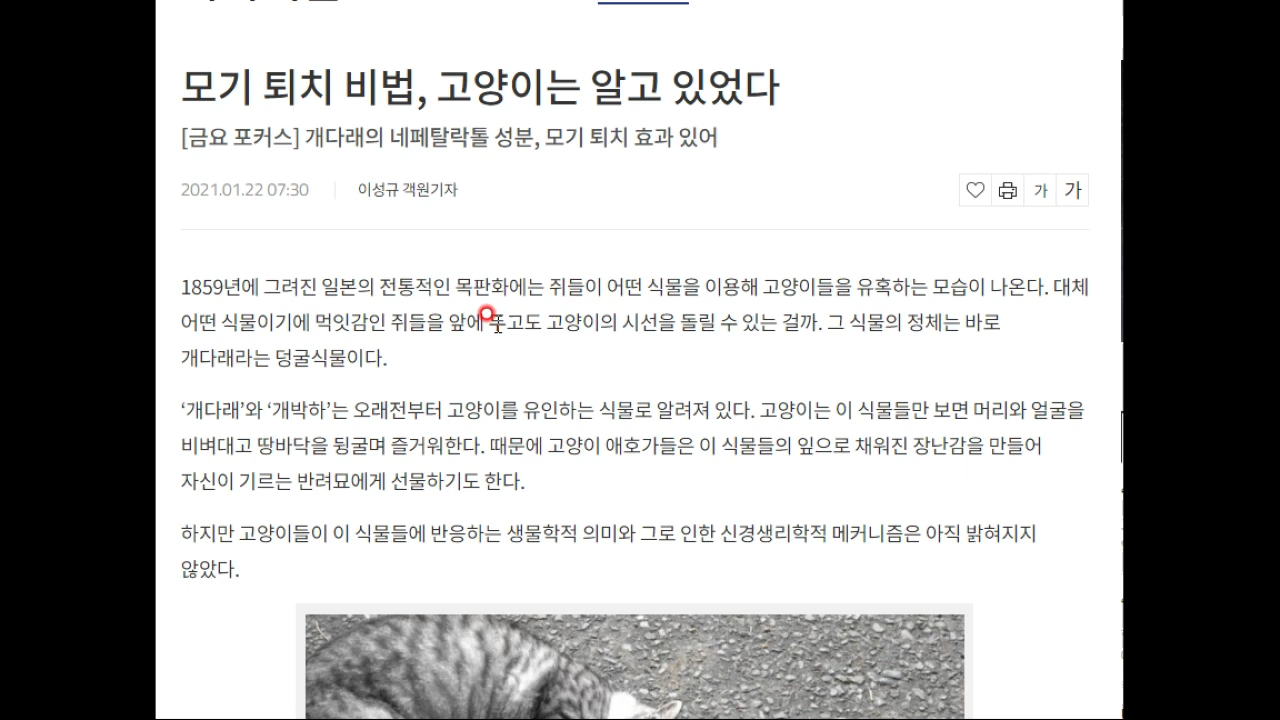 모기 퇴치 비법, 고양이는 알고 있었다
[금요 포커스] 개다래의 네페탈락톨 성분, 모기 퇴치 효과 있어
2021.01.22 07:30 이성규 객원기자
가 가
1859년에 그려진 일본의 전통적인 목판화에는 쥐들이 어떤 식물을 이용해 고양이들을 유혹하는 모습이 나온다. 대체
어떤 식물이기에 먹잇감인 쥐들을 앞에 두고도 고양이의 시선을 돌릴 수 있는 걸까. 그 식물의 정체는 바로
개다래라는 덩굴식물이다.
‘개다래’와 ‘개박하’는 오래전부터 고양이를 유인하는 식물로 알려져 있다. 고양이는 이 식물들만 보면 머리와 얼굴을
비벼대고 땅바닥을 뒹굴며 즐거워한다. 때문에 고양이 애호가들은 이 식물들의 잎으로 채워진 장난감을 만들어
자신이 기르는 반려묘에게 선물하기도 한다.
하지만 고양이들이 이 식물들에 반응하는 생물학적 의미와 그로 인한 신경생리학적 메커니즘은 아직 밝혀지지
않았다.